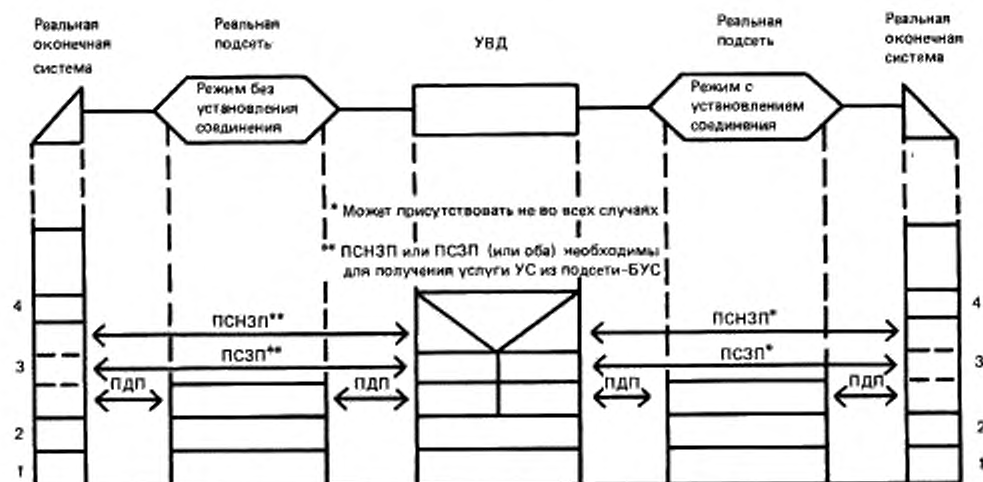 Реальная
оконечная
система
Реальная
подсеть
УВД
Реальная
подсеть
Реальная
оконечная
система
Режим без
установления
соединения
Режим с
установлением
соединения
* Может присутствовать не во всех случаях
** ПСНЗП или ПСЗП (или оба) необходимы
для получения услуги УС из подсети-БУС
4
ПСНЗП**
ПСНЗП*
4
3
ПСЗП**
ПСЗП*
3
ПДП
ПДП
ПДП
ПДП
2
2
1
1